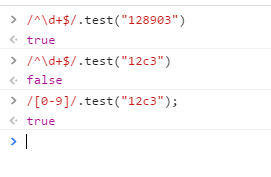 > /^\d+$/.test("128903")
< true
> /^\d+$/.test("12c3")
< false
> /[0-9]/.test("12c3");
< true
>